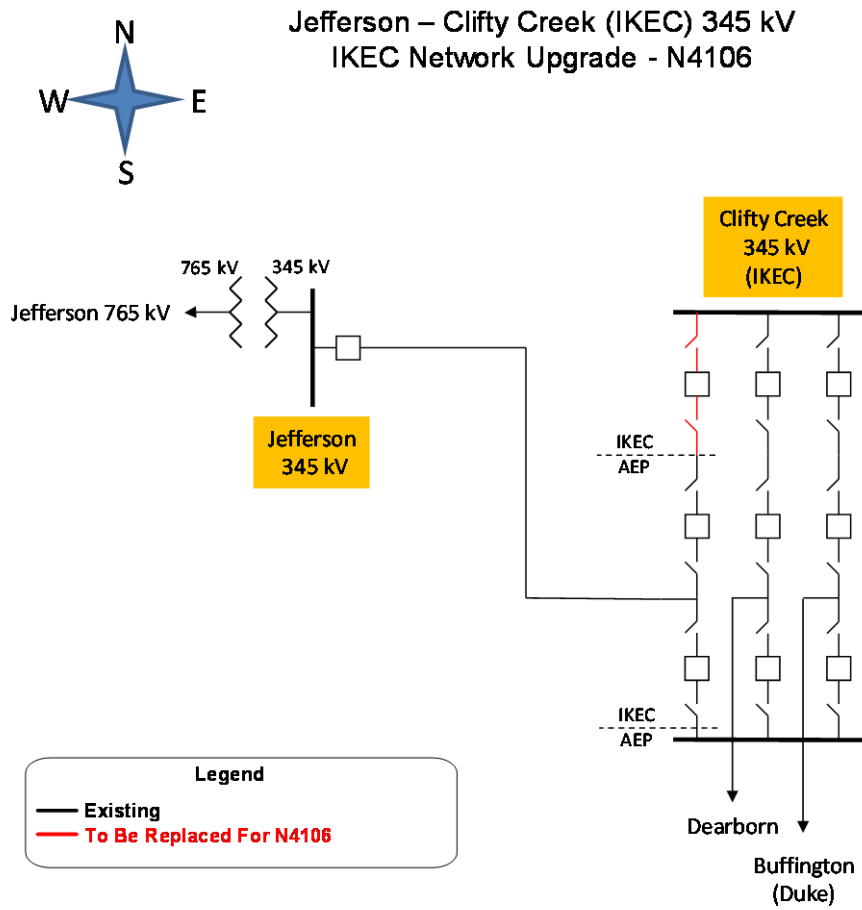 Jefferson – Clifty Creek (IKEC) 345 kV
IKEC Network Upgrade - N4106
N
W
E
S
Clifty Creek
345 kV
(IKEC)
765 kV
345 kV
Jefferson 765 kV
Jefferson
345 kV
IKEC
AEP
IKEC
AEP
Legend
Existing
To Be Replaced For N4106
Dearborn
Buffington
(Duke)